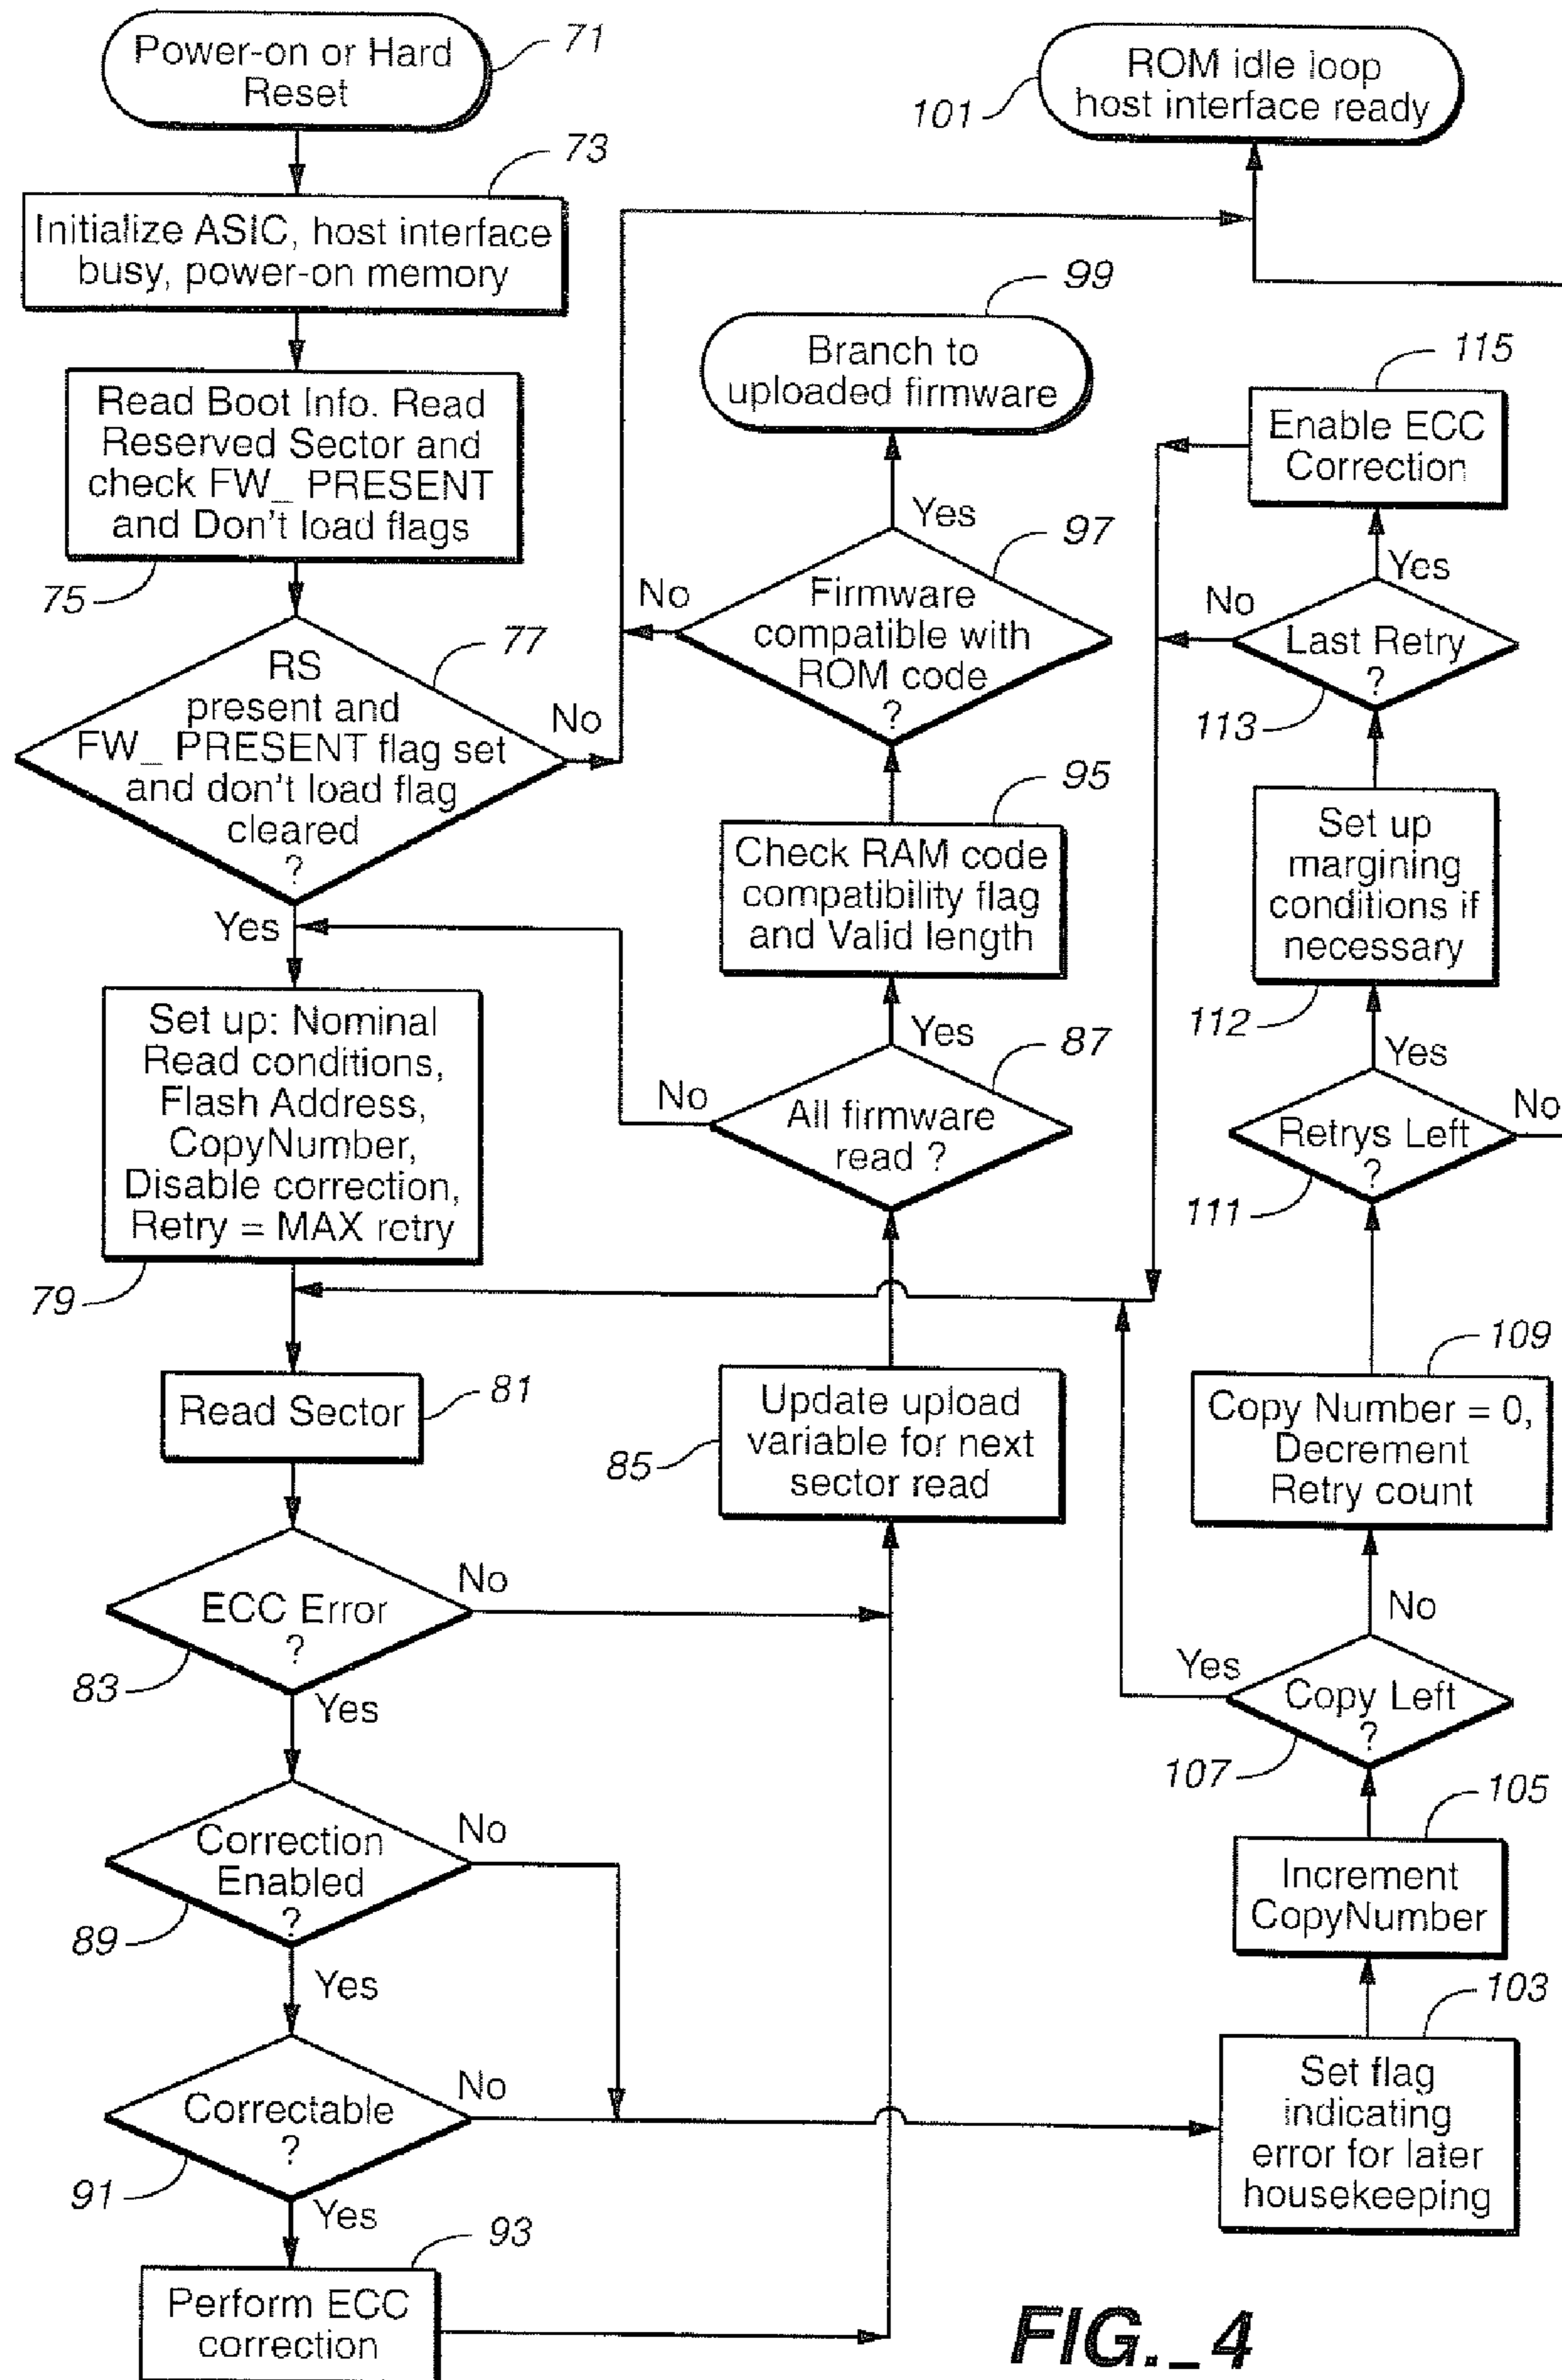 Power-on or Hard
Reset
71
Initialize ASIC, host interface
busy, power-on memory
73
Read Boot Info. Read
Reserved Sector and
check FW_ PRESENT
and Don't load flags
75
RS
present and
FW_ PRESENT flag set
and don't load flag
cleared
?
77
No
Yes
Set up: Nominal
Read conditions,
Flash Address,
CopyNumber,
Disable correction,
Retry = MAX retry
79
Read Sector
81
ECC Error
?
83
No
Yes
Correction
Enabled
?
89
No
Yes
Correctable
?
91
No
Yes
Perform ECC
correction
93
Update upload
variable for next
sector read
85
All firmware
read ?
87
No
Yes
Check RAM code
compatibility flag
and Valid length
95
Firmware
compatible with
ROM code
?
97
No
Yes
Branch to
uploaded firmware
99
ROM idle loop
host interface ready
101
Enable ECC
Correction
115
Yes
No
Last Retry
?
113
Set up
margining
conditions if
necessary
112
Yes
No
Retrys Left
?
111
Copy Number = 0,
Decrement
Retry count
109
No
Yes
Copy Left
?
107
Increment
CopyNumber
105
Set flag
indicating
error for later
housekeeping
103
FIG._4